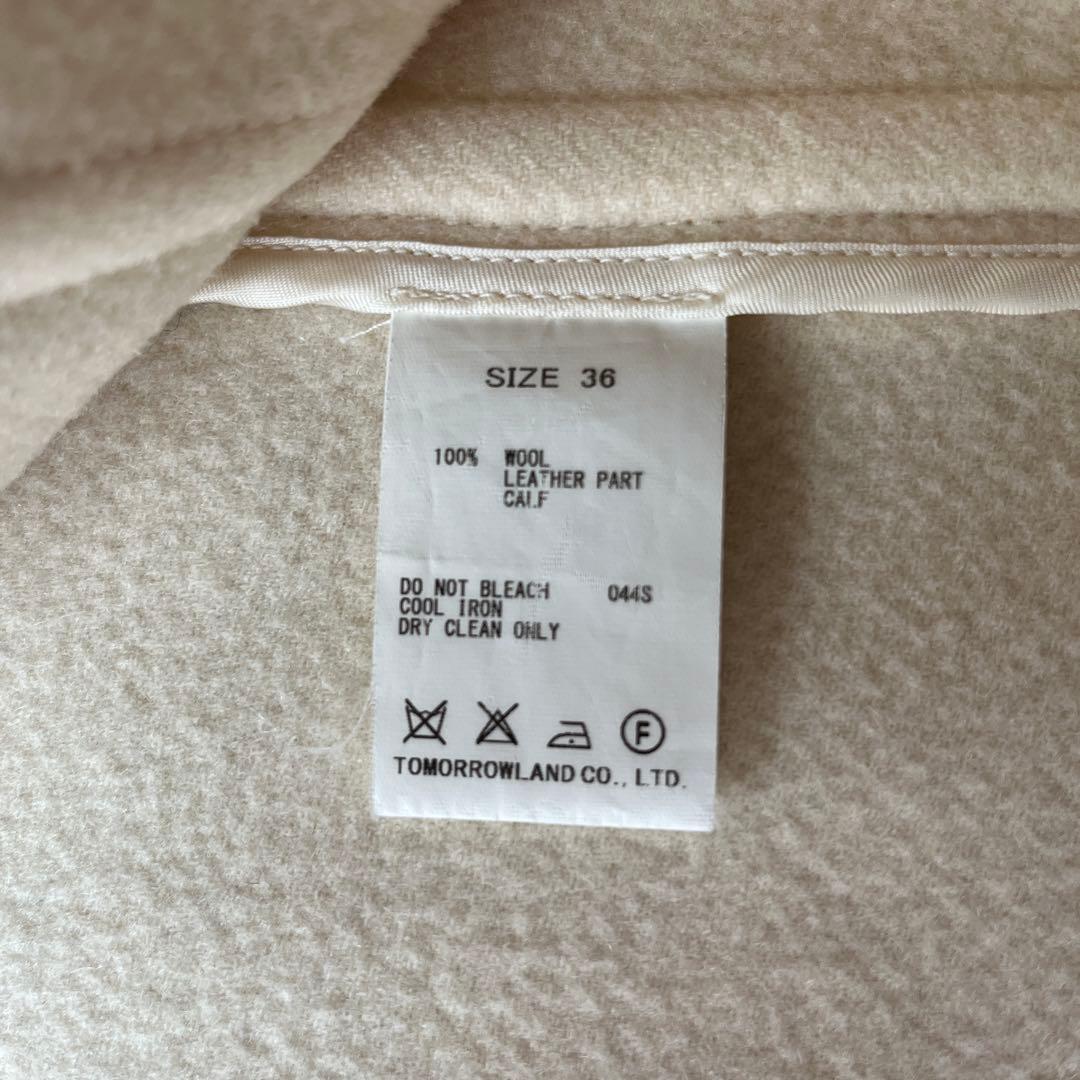 SIZE 36
100% WOOL
LEATHER PART
CALF
DO NOT BLEACH 044S
COOL IRON
DRY CLEAN ONLY
F
TOMORROWLAND CO., LTD.